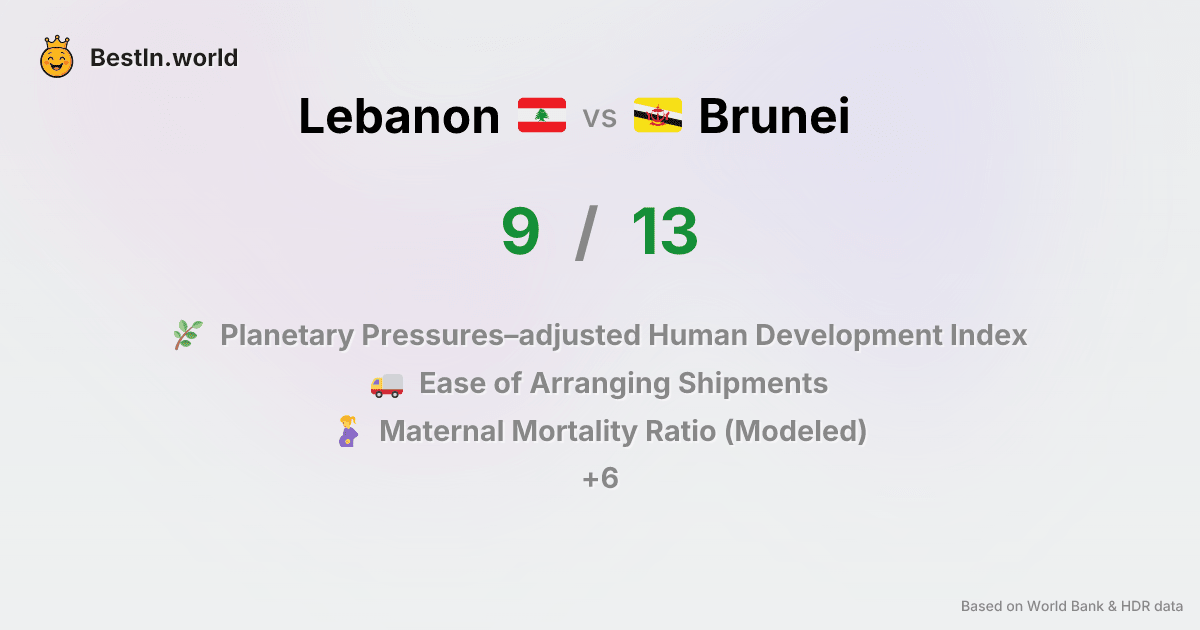 BestIn.world
Lebanon vs Brunei
9 / 13
Planetary Pressures–adjusted Human Development Index
Ease of Arranging Shipments
Maternal Mortality Ratio (Modeled)
+6
Based on World Bank & HDR data